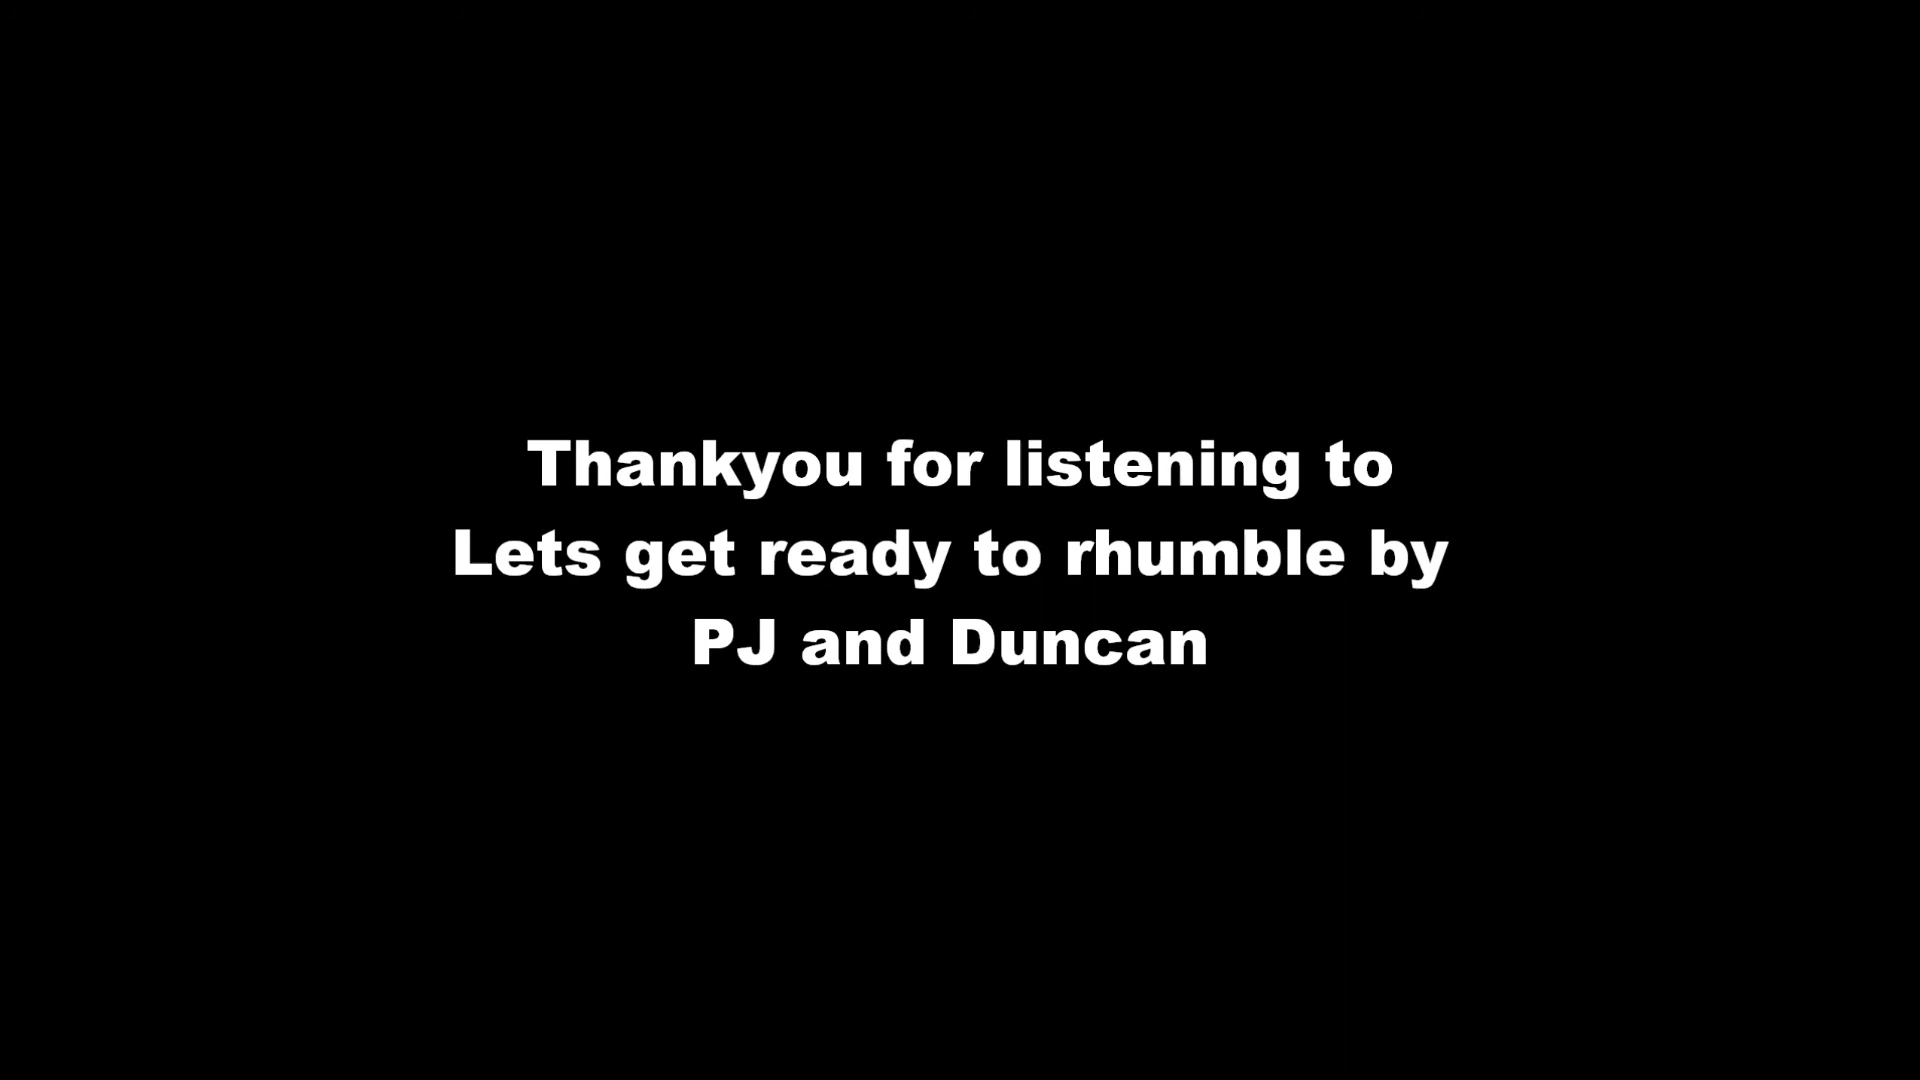 Thankyou for listening to
Lets get ready to rhumble by
PJ and Duncan